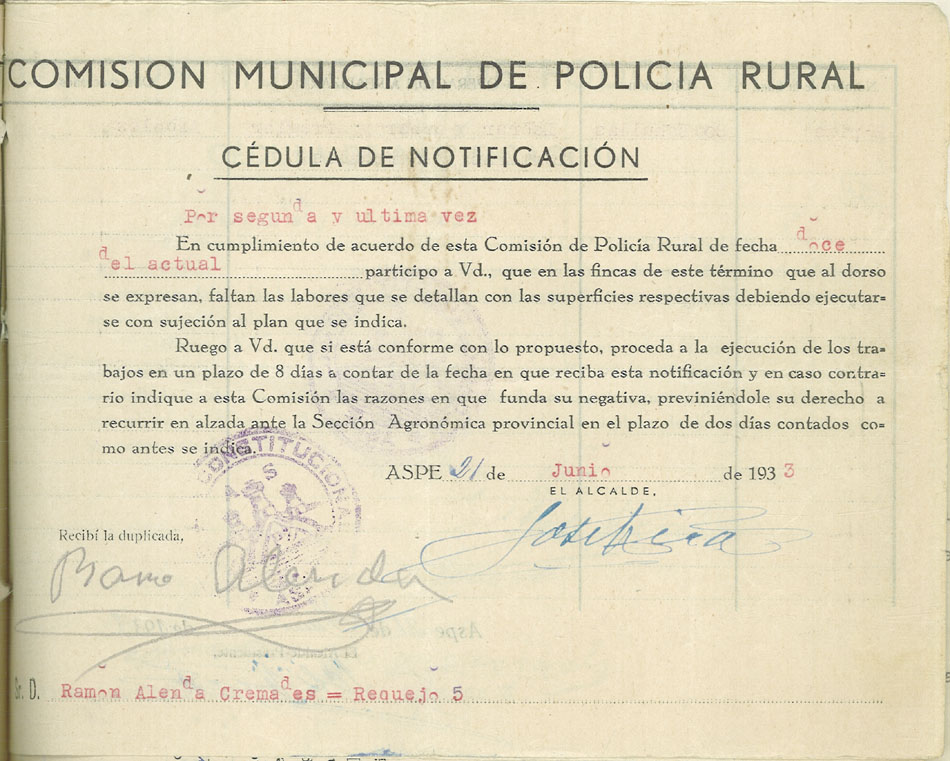 COMISION MUNICIPAL DE POLICIA RURAL
CÉDULA DE NOTIFICACIÓN
Por segunda y ultima vez
En cumplimiento de acuerdo de esta Comisión de Policía Rural de fecha doce
del actual participo a Vd., que en las fincas de este término que al dorso
se expresan, faltan las labores que se detallan con las superficies respectivas debiendo ejecutar=
se con sujeción al plan que se indica.
Ruego a Vd. que si está conforme con lo propuesto, proceda a la ejecución de los tra=
bajos en un plazo de 8 días a contar de la fecha en que reciba esta notificación y en caso contra=
rio indique a esta Comisión las razones en que funda su negativa, previniéndole su derecho a
recurrir en alzada ante la Sección Agronómica provincial en el plazo de dos días contados co=
mo antes se indica.
CONSTITUCIONAL
ASPE 21 de Junio de 1933
EL ALCALDE,
Recibí la duplicada,
Ramo Alenda
Sr. D. Ramón Alenda Cremades = Requejo 5